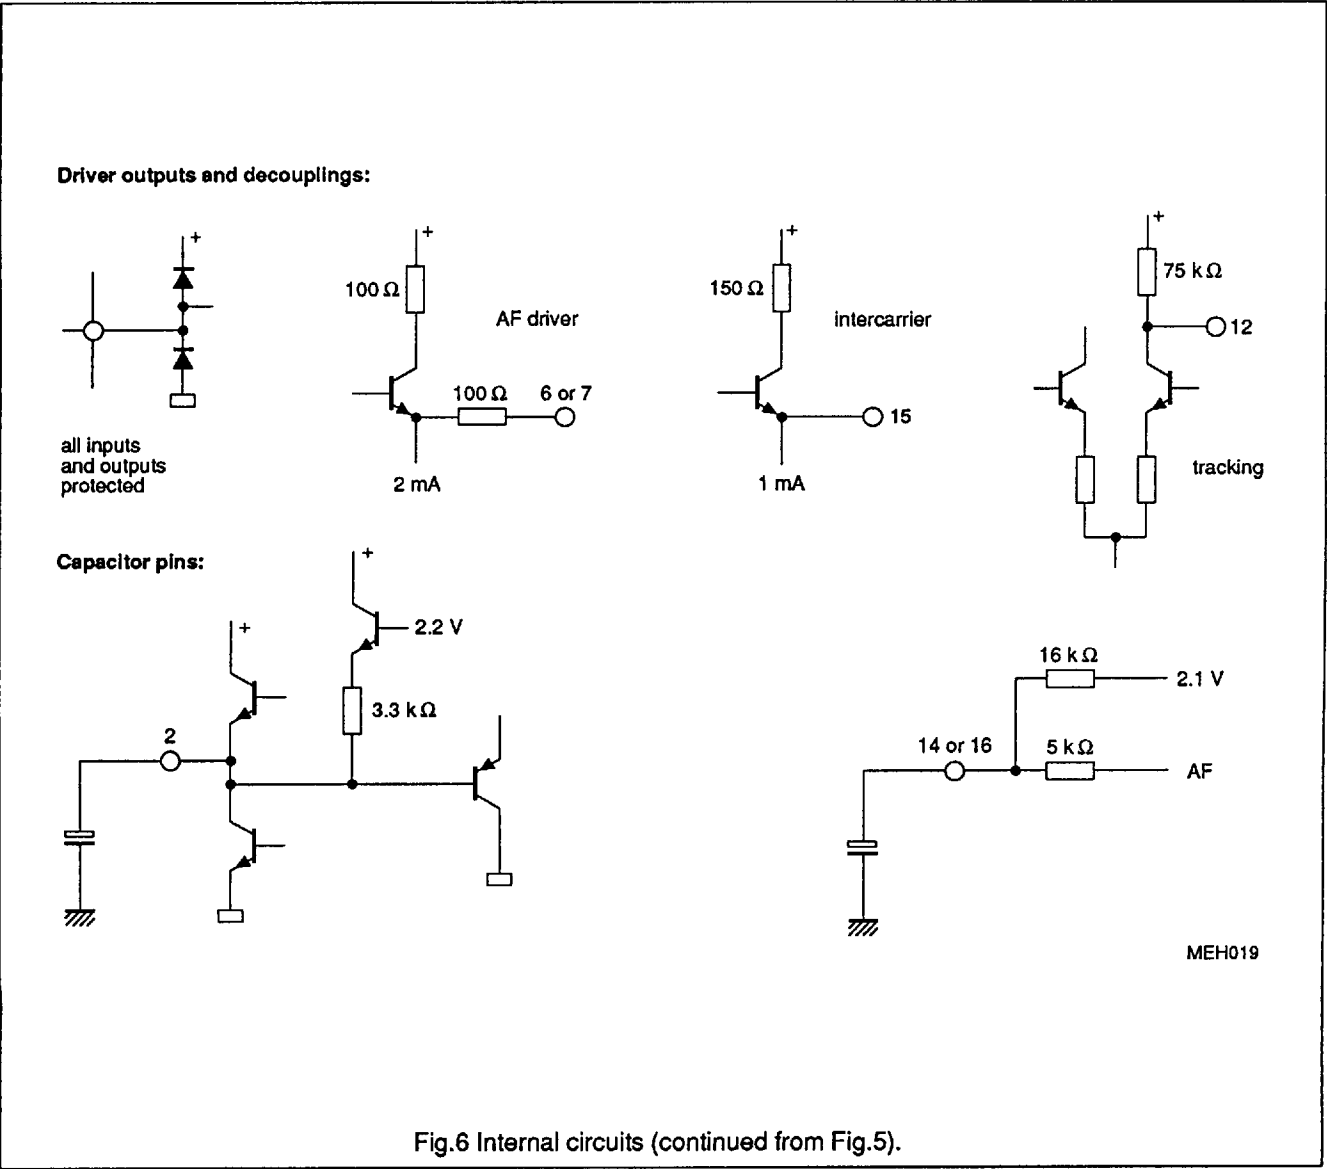 Driver outputs and decouplings:
+
all inputs
and outputs
protected
+
100 Ω
AF driver
100 Ω
6 or 7
2 mA
+
150 Ω
intercarrier
15
1 mA
+
75 kΩ
12
tracking
Capacitor pins:
+
2.2 V
+
3.3 kΩ
2
16 kΩ
2.1 V
14 or 16
5 kΩ
AF
MEH019
Fig.6 Internal circuits (continued from Fig.5).